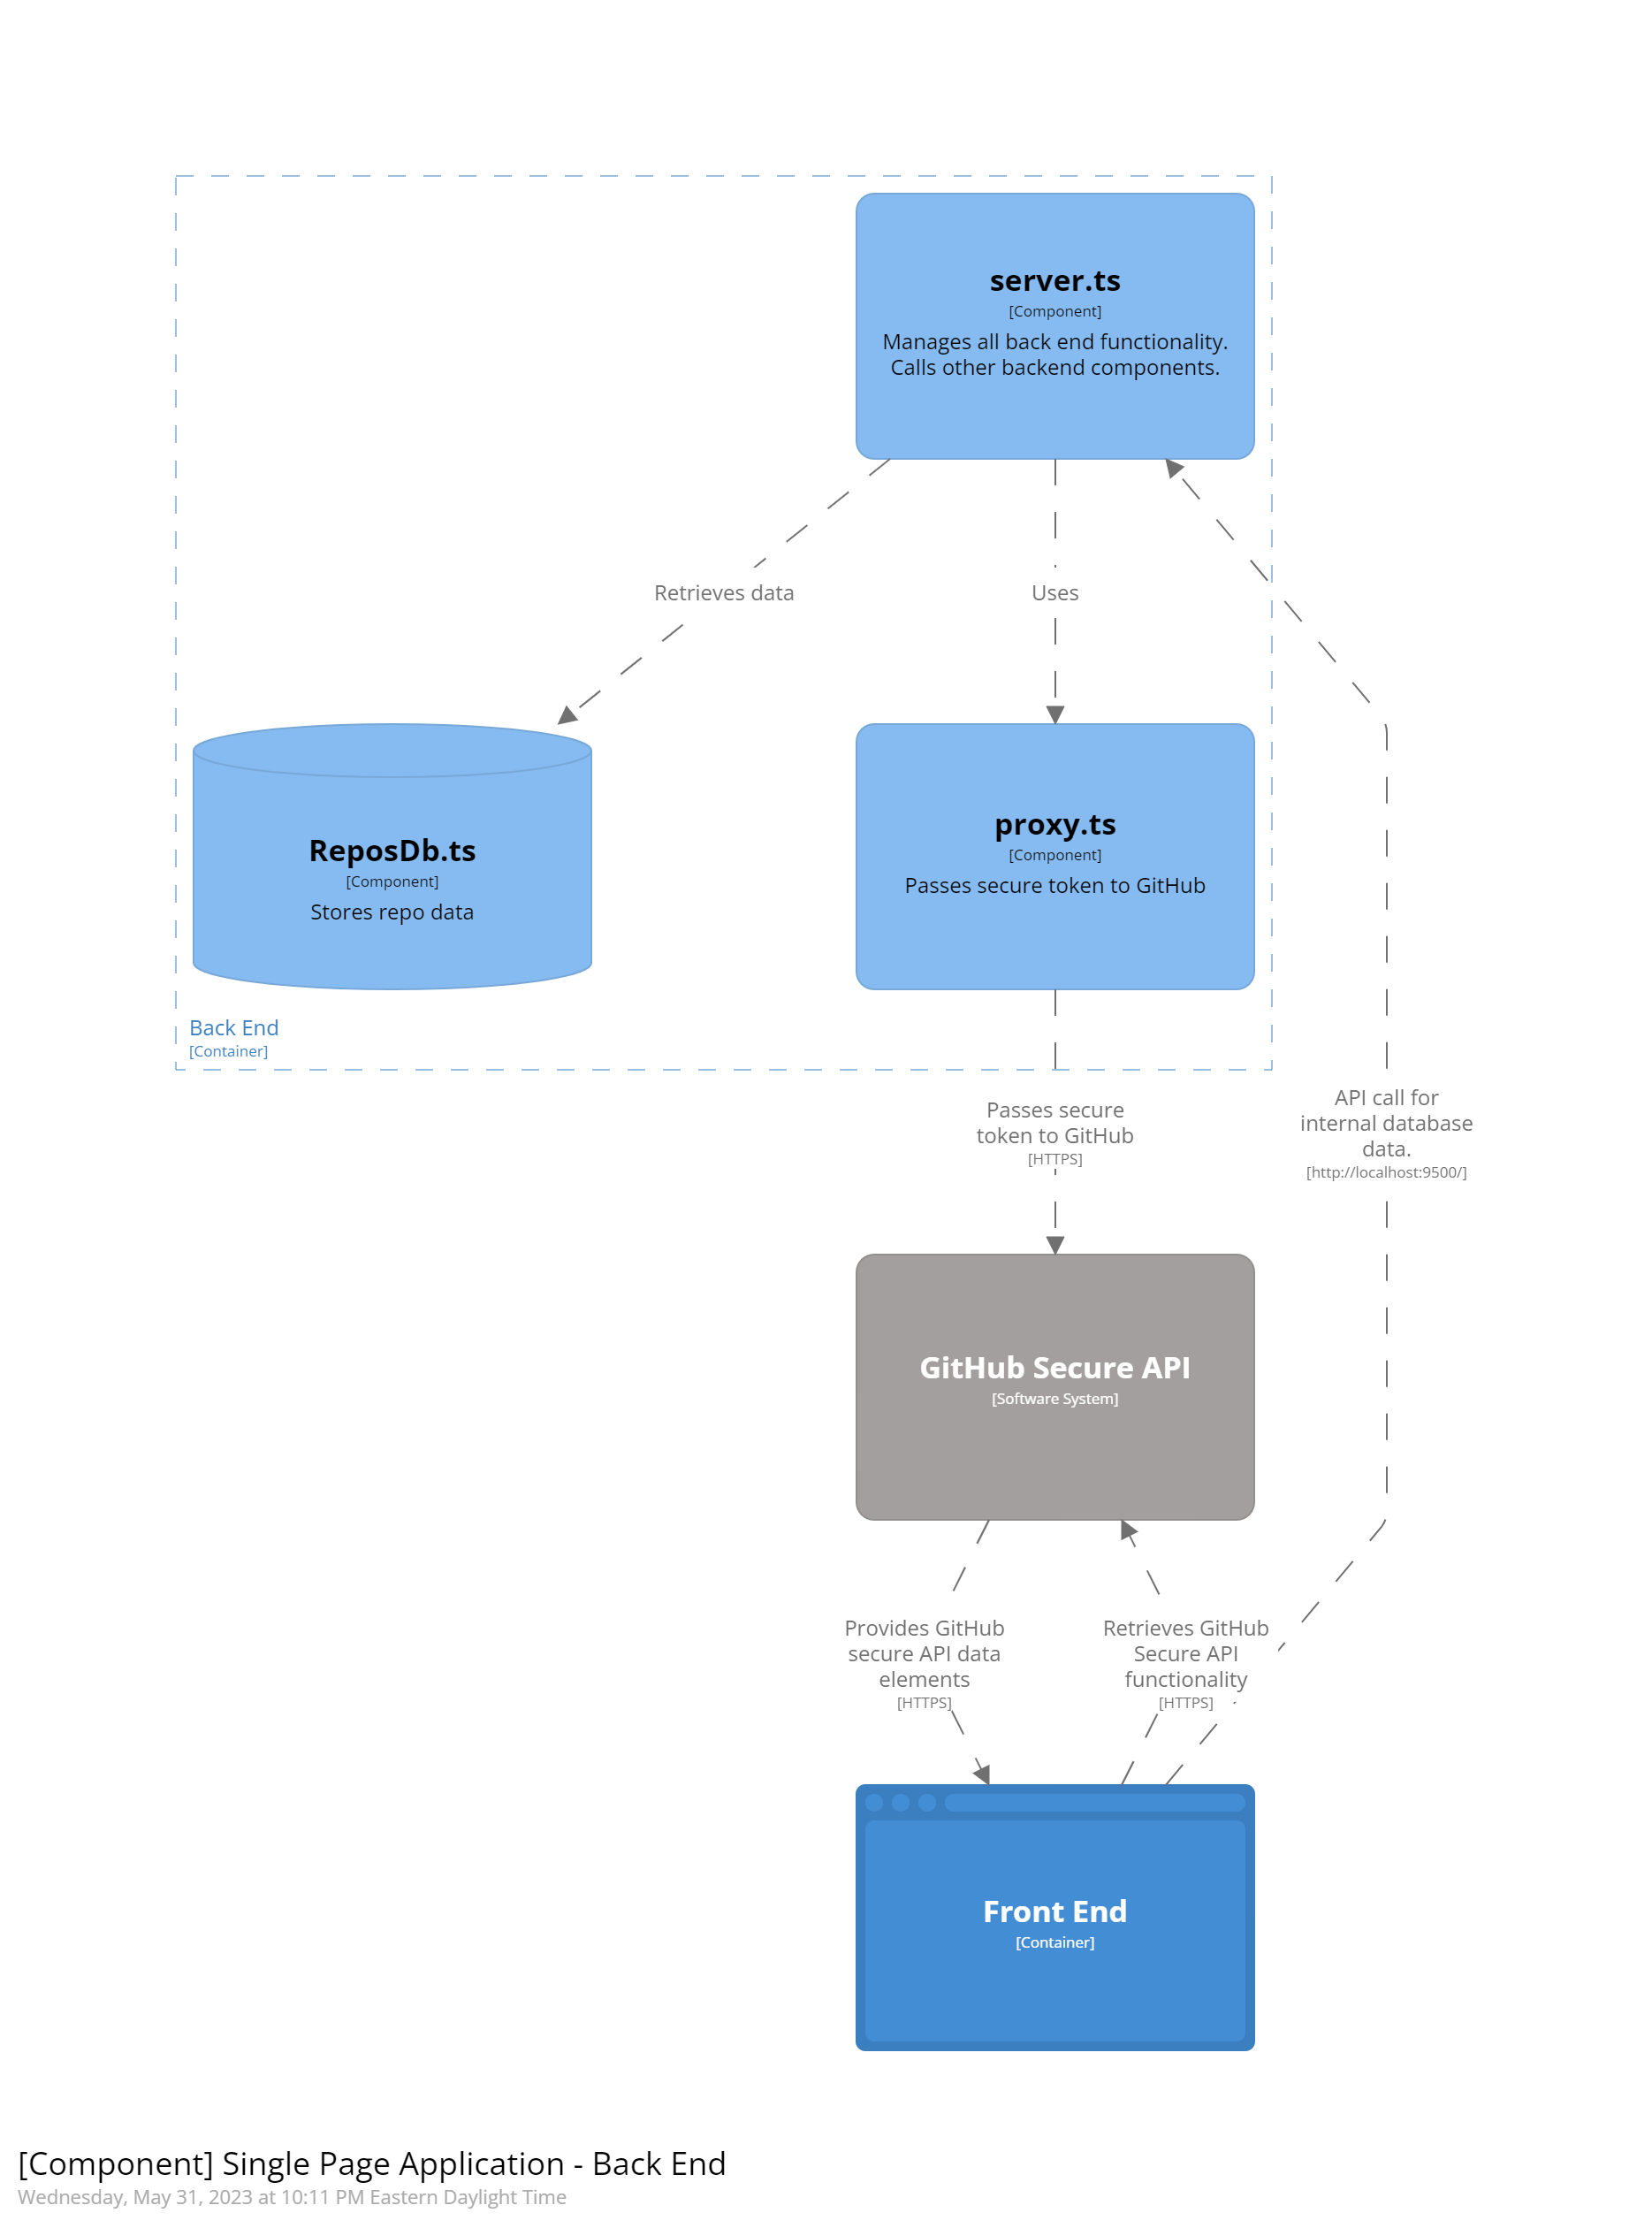 server.ts
[Component]
Manages all back end functionality.
Calls other backend components.
Retrieves data
Uses
ReposDb.ts
[Component]
Stores repo data
proxy.ts
[Component]
Passes secure token to GitHub
Back End
[Container]
Passes secure
token to GitHub
[HTTPS]
API call for
internal database
data.
[http://localhost:9500/]
GitHub Secure API
[Software System]
Provides GitHub
secure API data
elements
[HTTPS]
Retrieves GitHub
Secure API
functionality
[HTTPS]
Front End
[Container]
[Component] Single Page Application - Back End
Wednesday, May 31, 2023 at 10:11 PM Eastern Daylight Time